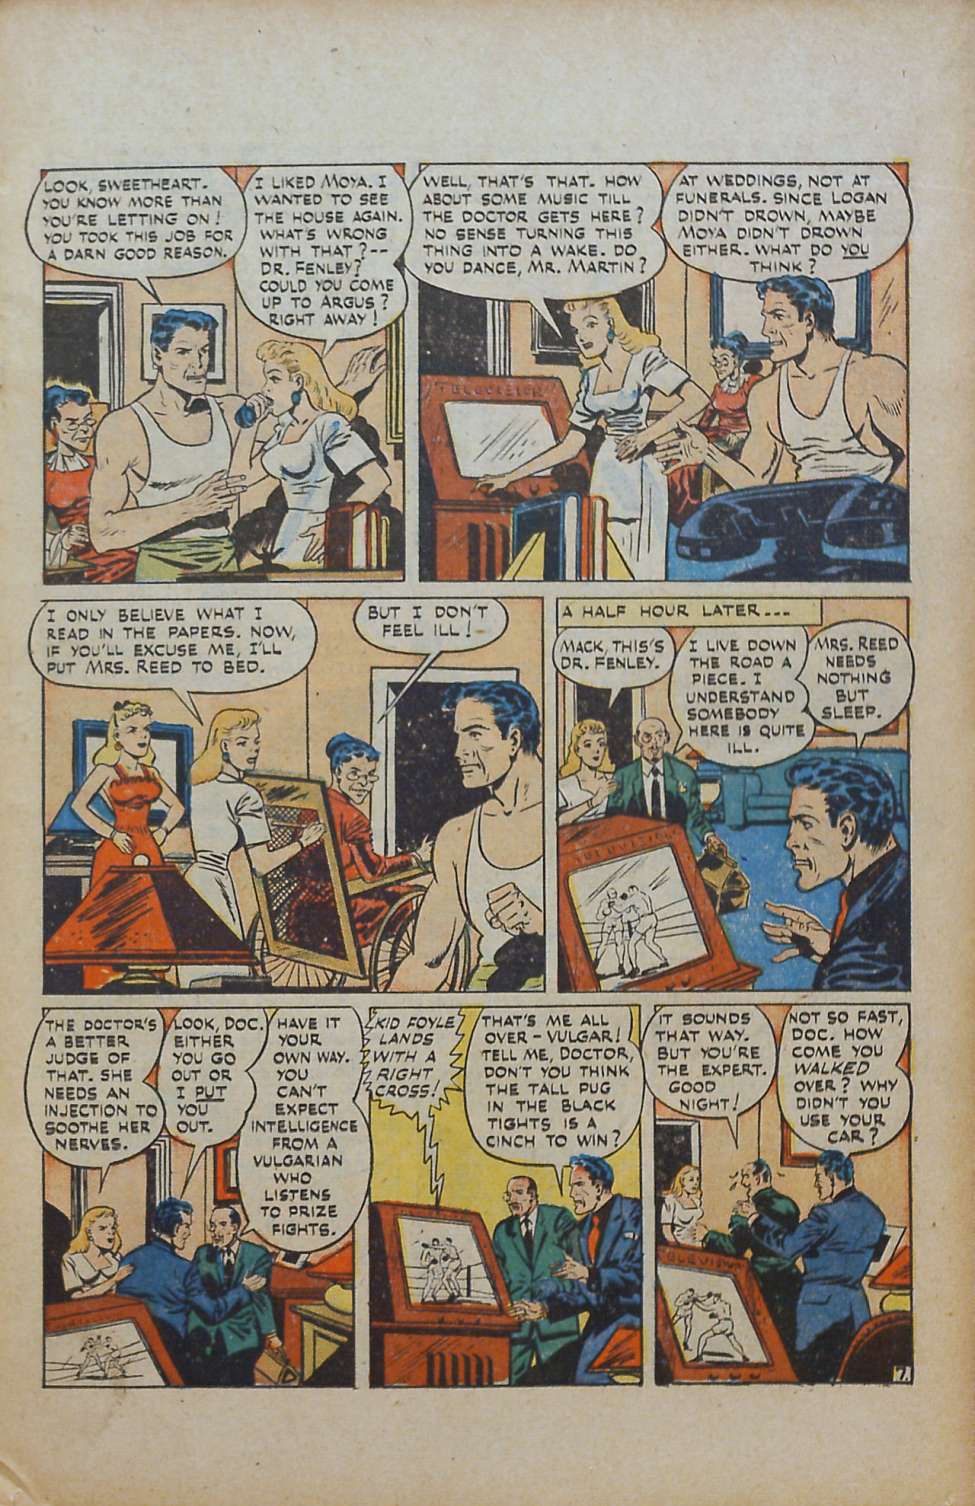 LOOK, SWEETHEART.
YOU KNOW MORE THAN
YOU'RE LETTING ON!
YOU TOOK THIS JOB FOR
A DARN GOOD REASON.
I LIKED MOYA. I
WANTED TO SEE
THE HOUSE AGAIN.
WHAT'S WRONG
WITH THAT?--
DR. FENLEY?
COULD YOU COME
UP TO ARGUS?
RIGHT AWAY!
WELL, THAT'S THAT. HOW
ABOUT SOME MUSIC TILL
THE DOCTOR GETS HERE?
NO SENSE TURNING THIS
THING INTO A WAKE. DO
YOU DANCE, MR. MARTIN?
AT WEDDINGS, NOT AT
FUNERALS. SINCE LOGAN
DIDN'T DROWN, MAYBE
MOYA DIDN'T DROWN
EITHER. WHAT DO YOU
THINK?
I ONLY BELIEVE WHAT I
READ IN THE PAPERS. NOW,
IF YOU'LL EXCUSE ME, I'LL
PUT MRS. REED TO BED.
BUT I DON'T
FEEL ILL!
A HALF HOUR LATER---
MACK, THIS'S
DR. FENLEY.
I LIVE DOWN
THE ROAD A
PIECE. I
UNDERSTAND
SOMEBODY
HERE IS QUITE
ILL.
MRS. REED
NEEDS
NOTHING
BUT
SLEEP.
THE DOCTOR'S
A BETTER
JUDGE OF
THAT. SHE
NEEDS AN
INJECTION TO
SOOTHE HER
NERVES.
LOOK, DOC.
EITHER
YOU GO
OUT OR
I PUT
YOU
OUT.
HAVE IT
YOUR
OWN WAY.
YOU
CAN'T
EXPECT
INTELLIGENCE
FROM A
VULGARIAN
WHO
LISTENS
TO PRIZE
FIGHTS.
KID FOYLE
LANDS
WITH A
RIGHT
CROSS!
THAT'S ME ALL
OVER - VULGAR!
TELL ME, DOCTOR,
DON'T YOU THINK
THE TALL PUG
IN THE BLACK
TIGHTS IS A
CINCH TO WIN?
IT SOUNDS
THAT WAY.
BUT YOU'RE
THE EXPERT.
GOOD
NIGHT!
NOT SO FAST,
DOC. HOW
COME YOU
WALKED
OVER? WHY
DIDN'T YOU
USE YOUR
CAR?
7.